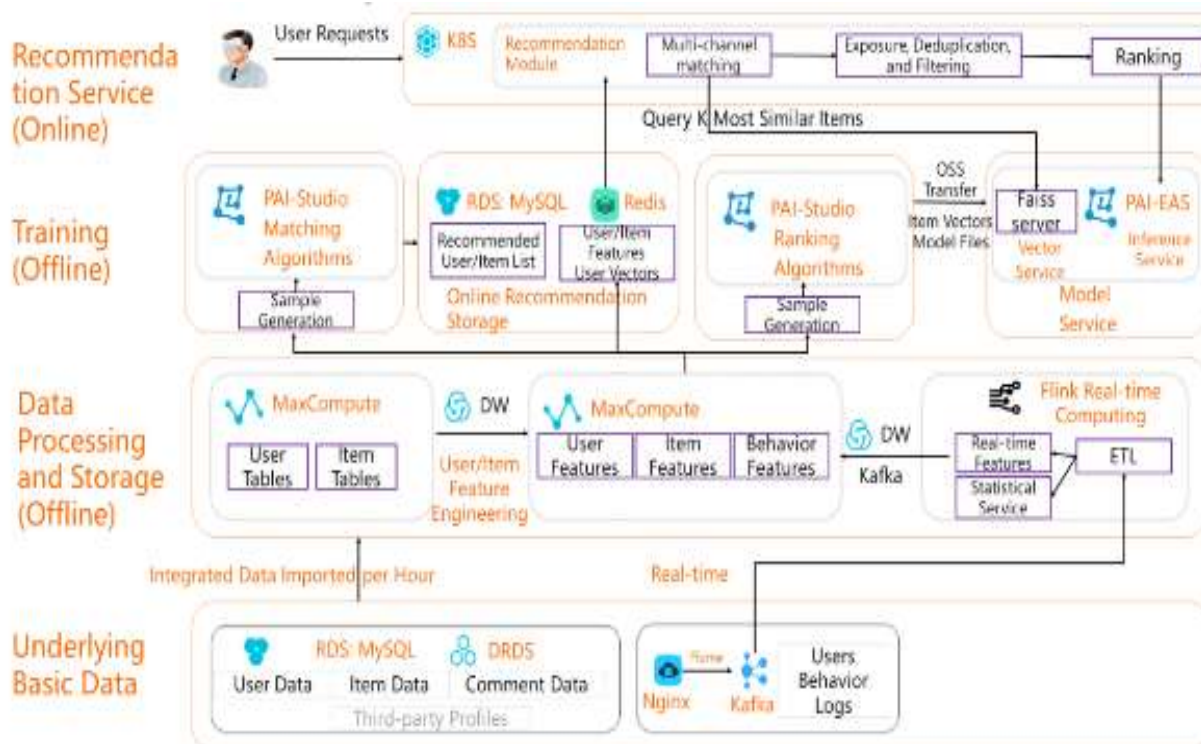 Recommenda
tion Service
(Online)
User Requests
K8S
Recommendation
Module
Multi-channel
matching
Exposure, Deduplication,
and Filtering
Ranking
Query K Most Similar Items
Training
(Offline)
PAI-Studio
Matching
Algorithms
Sample
Generation
RDS: MySQL
Redis
Recommended
User/Item List
User/Item
Features
User Vectors
Online Recommendation
Storage
PAI-Studio
Ranking
Algorithms
Sample
Generation
OSS
Transfer
Item Vectors
Model Files
Faiss
server
Vector
Service
PAI-EAS
Inference
Service
Model
Service
Data
Processing
and Storage
(Offline)
MaxCompute
User
Tables
Item
Tables
DW
User/Item
Feature
Engineering
MaxCompute
User
Features
Item
Features
Behavior
Features
DW
Kafka
Flink Real-time
Computing
Real-time
Features
Statistical
Service
ETL
Integrated Data Imported per Hour
Real-time
Underlying
Basic Data
RDS: MySQL
DRDS
User Data
Item Data
Comment Data
Third-party Profiles
Nginx
Flume
Kafka
Users
Behavior
Logs